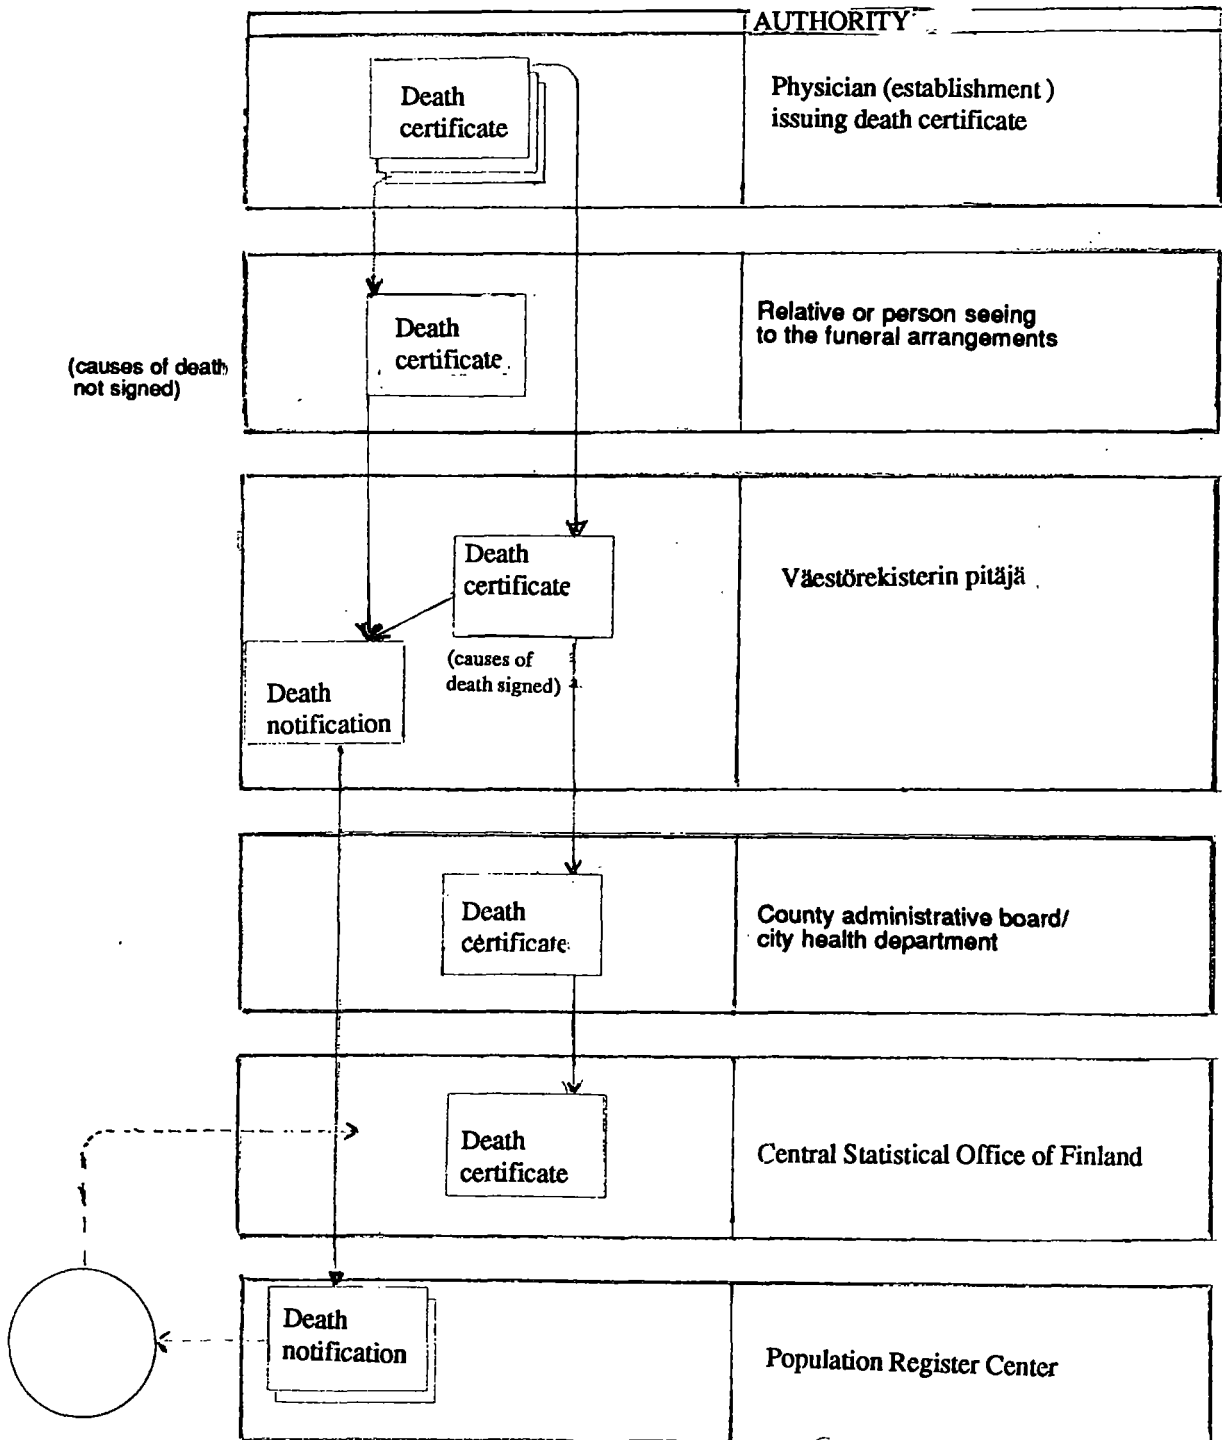 AUTHORITY
Death
certificate
Physician (establishment )
issuing death certificate
Death
certificate
Relative or person seeing
to the funeral arrangements
(causes of death
not signed)
Death
certificate
Väestörekisterin pitäjä
(causes of
death signed)
Death
notification
Death
certificate
County administrative board/
city health department
Death
certificate
Central Statistical Office of Finland
Death
notification
Population Register Center